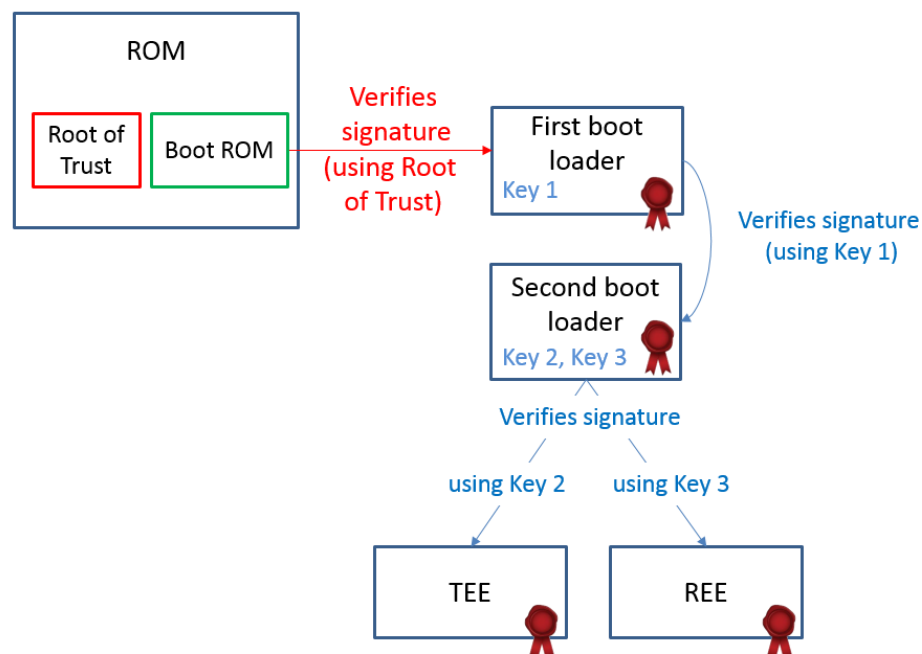 ROM
Root of
Trust
Boot ROM
Verifies
signature
(using Root
of Trust)
First boot
loader
Key 1
Verifies signature
(using Key 1)
Second boot
loader
Key 2, Key 3
Verifies signature
using Key 2
using Key 3
TEE
REE